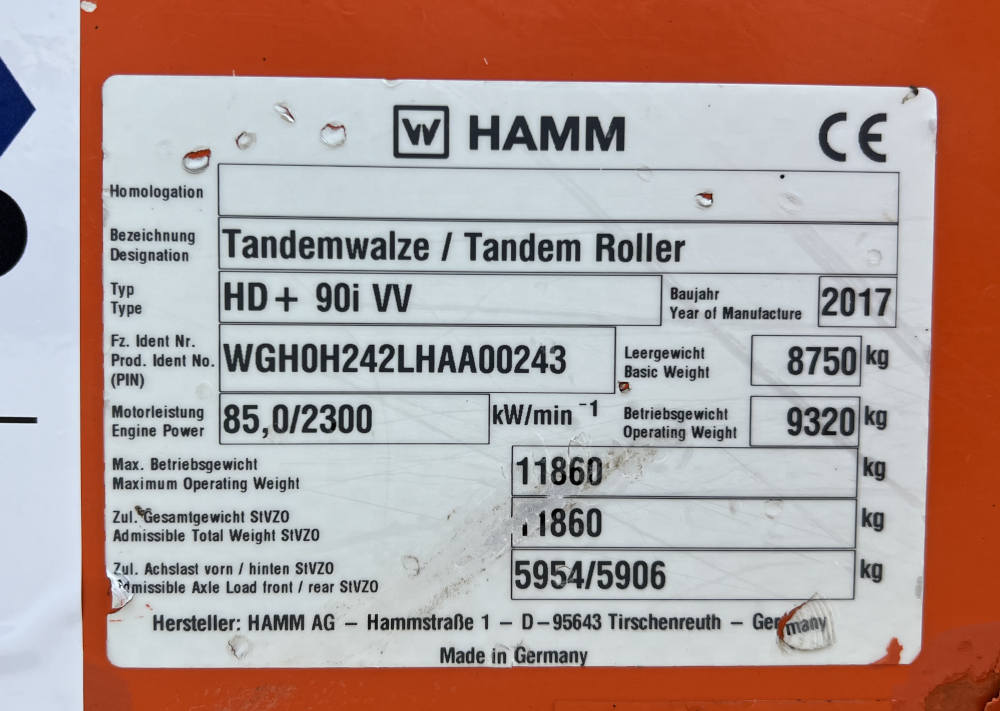 W HAMM CE
Homologation
Bezeichnung
Designation
Tandemwalze / Tandem Roller
Typ
Type
HD+ 90i VV
Baujahr
Year of Manufacture
2017
Fz. Ident Nr.
Prod. Ident No.
(PIN)
WGH0H242LHAA00243
Leergewicht
Basic Weight
8750 kg
Motorleistung
Engine Power
85,0/2300 kW/min⁻¹
Betriebsgewicht
Operating Weight
9320 kg
Max. Betriebsgewicht
Maximum Operating Weight
11860 kg
Zul. Gesamtgewicht StVZO
Admissible Total Weight StVZO
11860 kg
Zul. Achslast vorn / hinten StVZO
Admissible Axle Load front / rear StVZO
5954/5906 kg
Hersteller: HAMM AG – Hammstraße 1 – D–95643 Tirschenreuth – Germany
Made in Germany